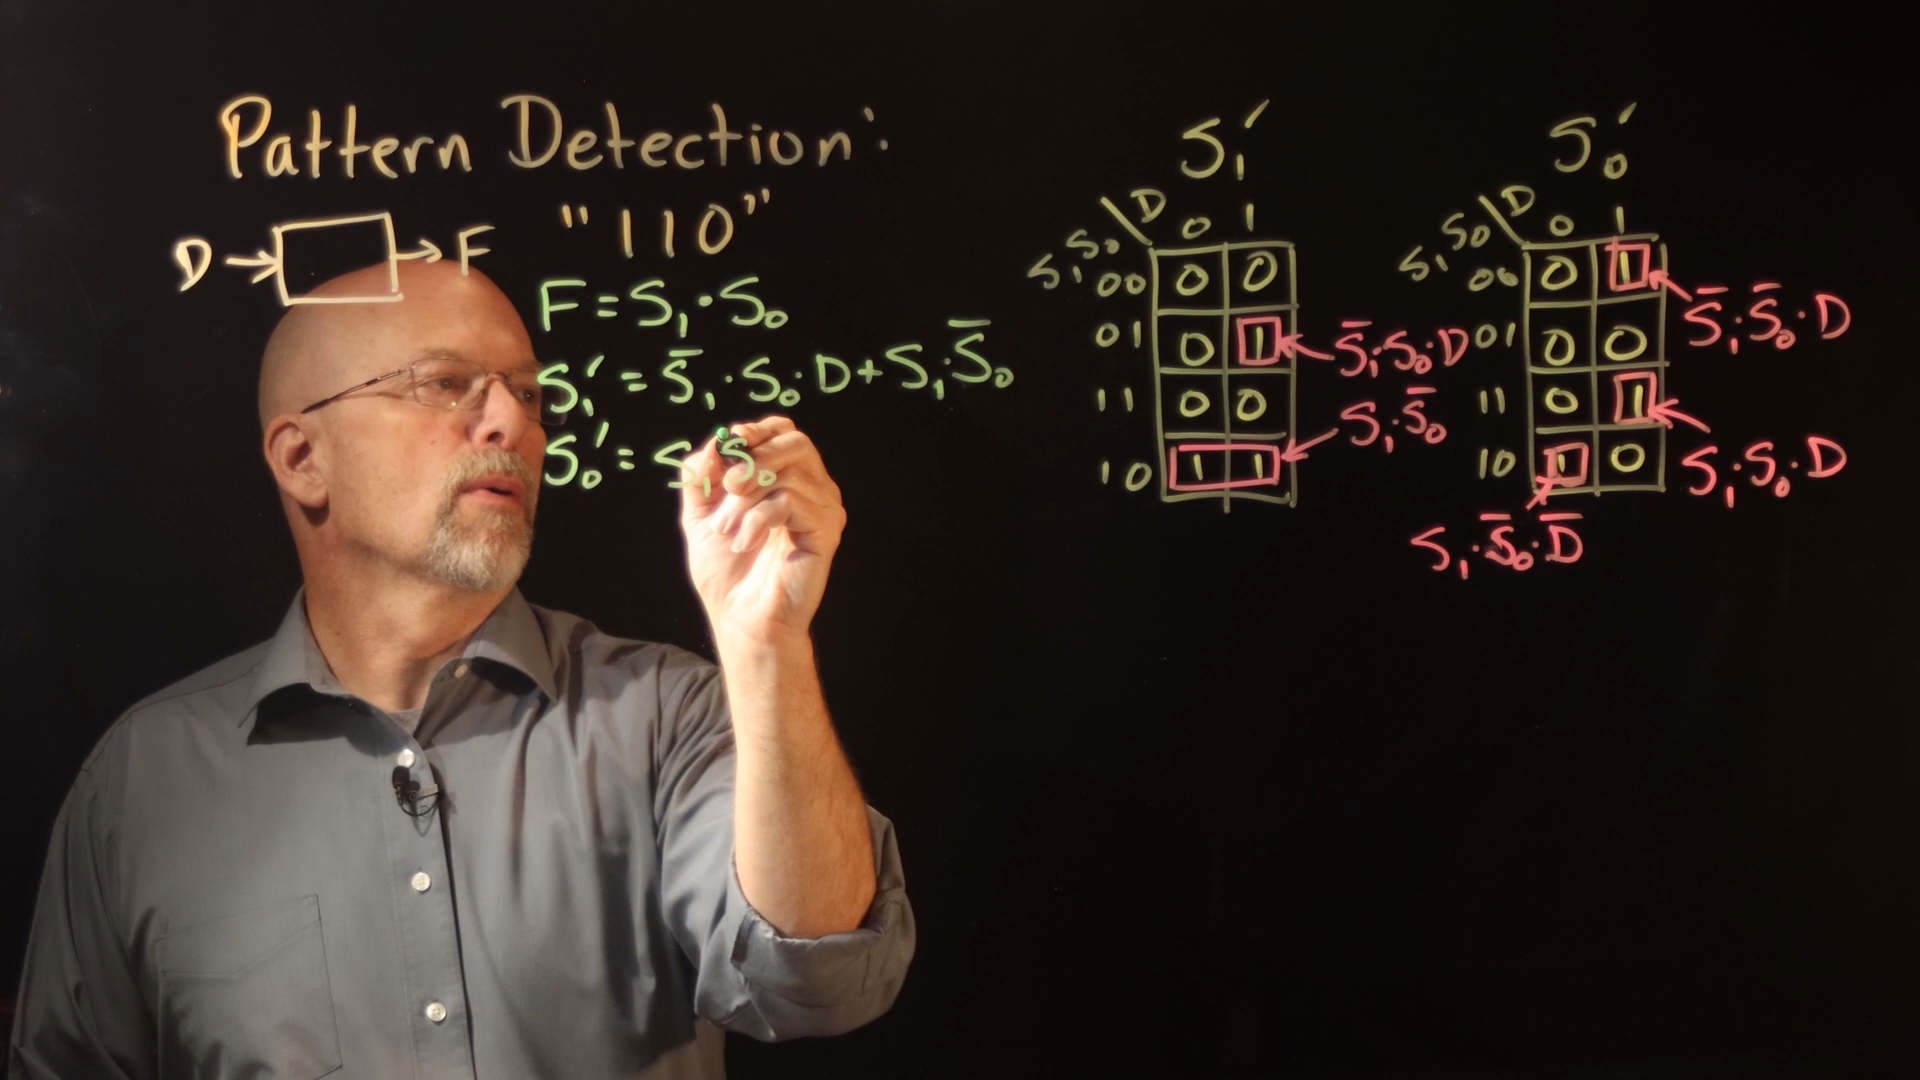 Pattern Detection:
"110"
D → F
F = S₁·S₀
S₁′ = S̄₁·S₀·D + S₁·S̄₀
S₀′ = S₁S₀
S₁′
S₁S₀ \ D 0 1
00 0 0
01 0 1 S̄₁·S₀·D
11 0 0
10 1 1 S₁·S̄₀
S₀′
S₁S₀ \ D 0 1
00 0 1 S̄₁·S̄₀·D
01 0 0
11 0 1 S₁·S₀·D
10 1 0
S₁·S̄₀·D̄